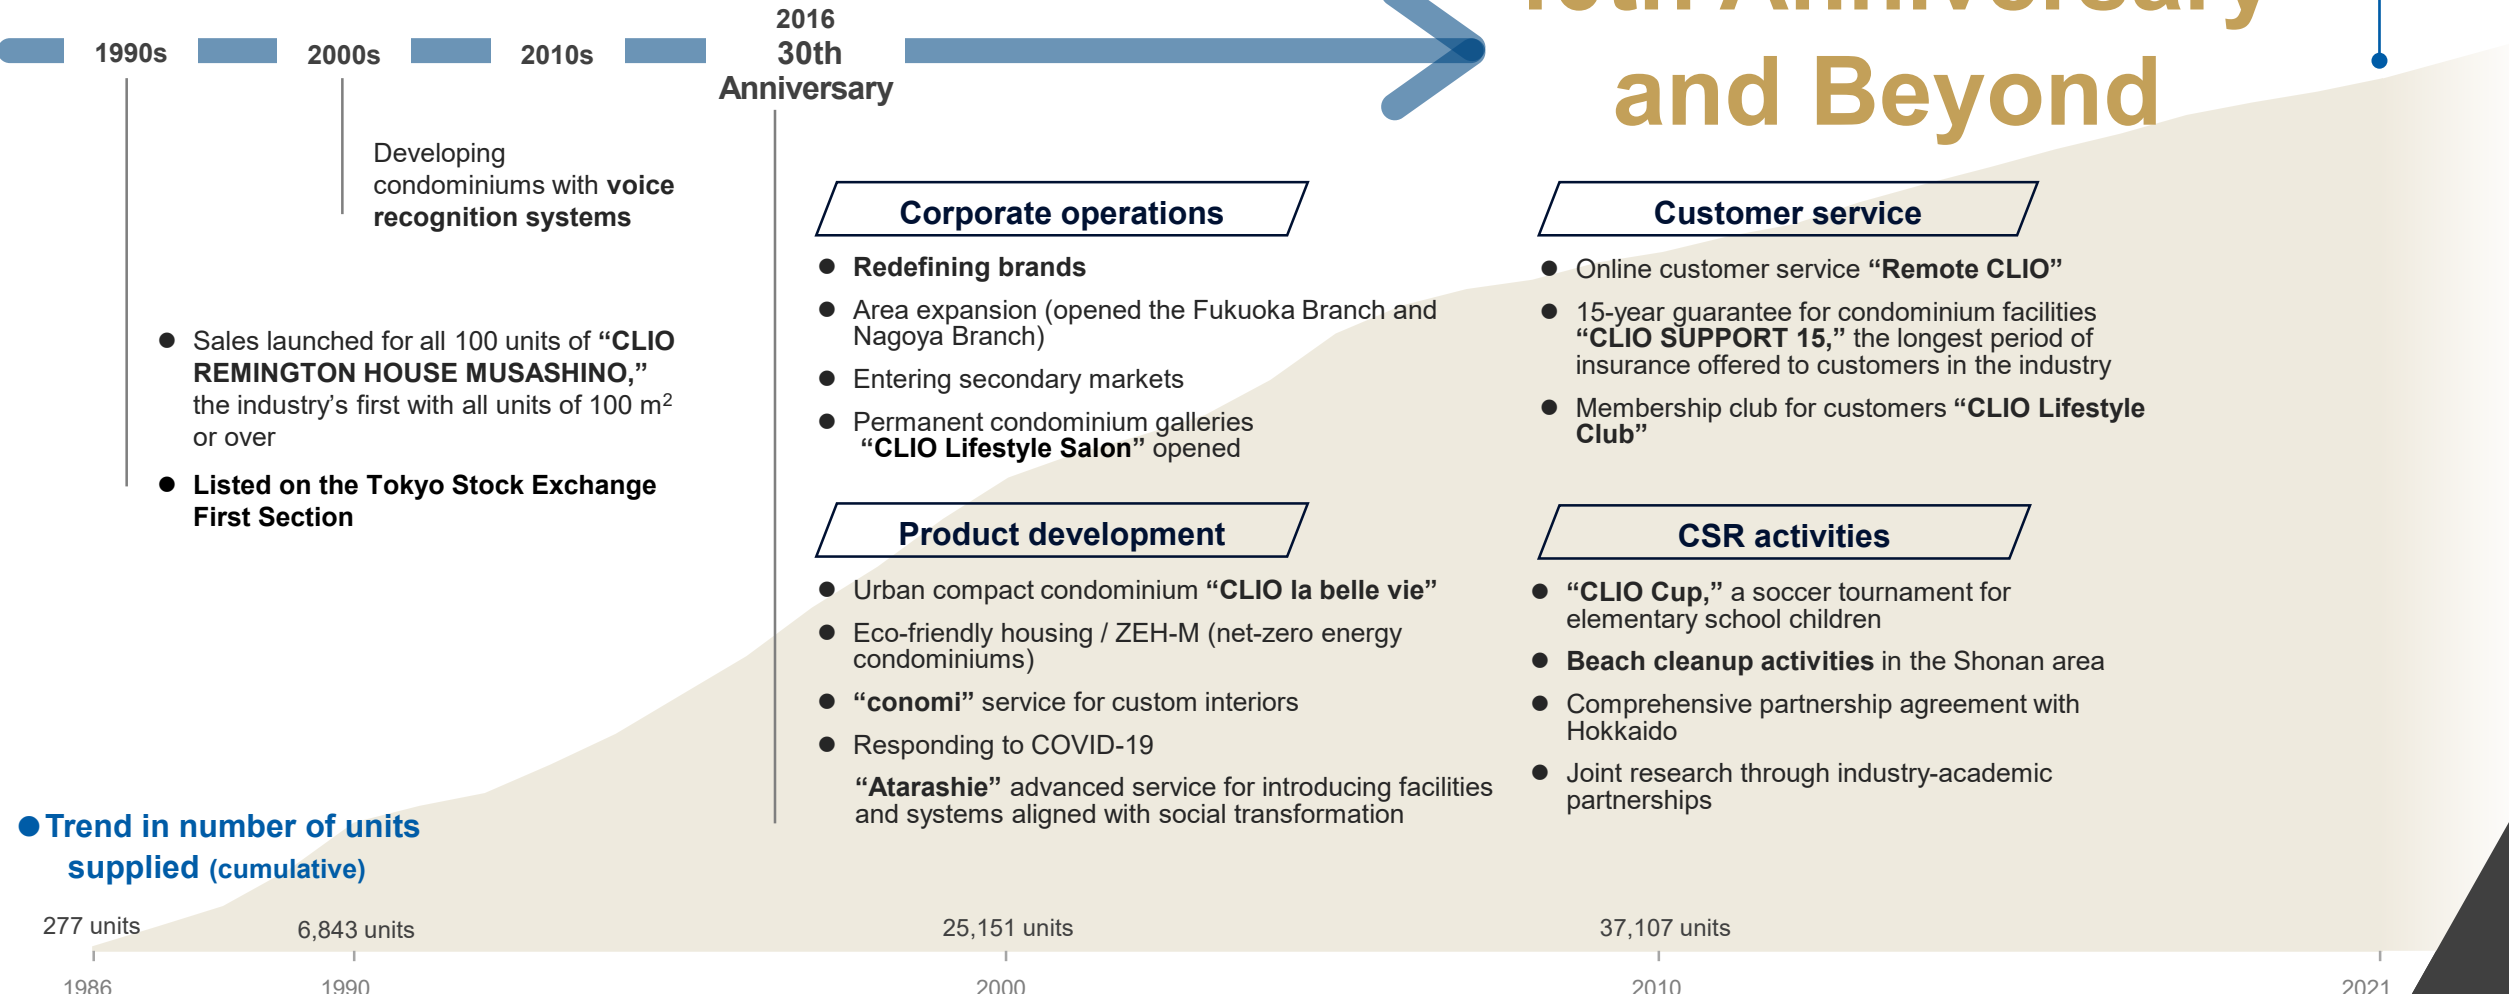 Anniversary
and Beyond
1990s
2000s
2010s
2016
30th
Anniversary
Developing
condominiums with voice
recognition systems
● Sales launched for all 100 units of “CLIO
REMINGTON HOUSE MUSASHINO,”
the industry’s first with all units of 100 m²
or over
● Listed on the Tokyo Stock Exchange
First Section
Corporate operations
● Redefining brands
● Area expansion (opened the Fukuoka Branch and
Nagoya Branch)
● Entering secondary markets
● Permanent condominium galleries
“CLIO Lifestyle Salon” opened
Product development
● Urban compact condominium “CLIO la belle vie”
● Eco-friendly housing / ZEH-M (net-zero energy
condominiums)
● “conomi” service for custom interiors
● Responding to COVID-19
“Atarashie” advanced service for introducing facilities
and systems aligned with social transformation
Customer service
● Online customer service “Remote CLIO”
● 15-year guarantee for condominium facilities
“CLIO SUPPORT 15,” the longest period of
insurance offered to customers in the industry
● Membership club for customers “CLIO Lifestyle
Club”
CSR activities
● “CLIO Cup,” a soccer tournament for
elementary school children
● Beach cleanup activities in the Shonan area
● Comprehensive partnership agreement with
Hokkaido
● Joint research through industry-academic
partnerships
● Trend in number of units
supplied (cumulative)
277 units
6,843 units
25,151 units
37,107 units
1986
1990
2000
2010
2021